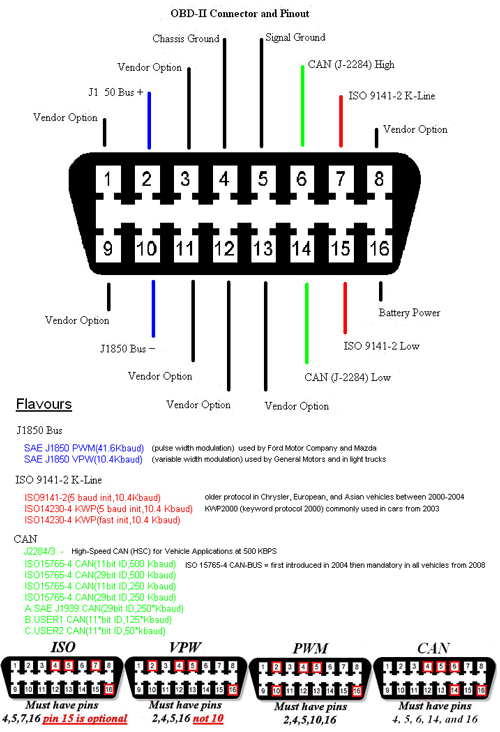 OBD-II Connector and Pinout
Chassis Ground
Signal Ground
Vendor Option
CAN (J-2284) High
J1 50 Bus +
ISO 9141-2 K-Line
Vendor Option
Vendor Option
1 2 3 4 5 6 7 8
9 10 11 12 13 14 15 16
Vendor Option
Battery Power
J1850 Bus –
ISO 9141-2 Low
Vendor Option
CAN (J-2284) Low
Vendor Option
Vendor Option
Flavours
J1850 Bus
SAE J1850 PWM(41.6Kbaud) (pulse width modulation) used by Ford Motor Company and Mazda
SAE J1850 VPW(10.4Kbaud) (variable width modulation) used by General Motors and in light trucks
ISO 9141-2 K-Line
ISO9141-2(5 baud init,10.4Kbaud) older protocol in Chrysler, European, and Asian vehicles between 2000-2004
ISO14230-4 KWP(5 baud init,10.4 Kbaud) KWP2000 (keyword protocol 2000) commonly used in cars from 2003
ISO14230-4 KWP(fast init,10.4 Kbaud)
CAN
J2284/3 - High-Speed CAN (HSC) for Vehicle Applications at 500 KBPS
ISO15765-4 CAN(11bit ID,500 Kbaud) ISO 15765-4 CAN-BUS = first introduced in 2004 then mandatory in all vehicles from 2008
ISO15765-4 CAN(29bit ID,500 Kbaud)
ISO15765-4 CAN(11bit ID,250 Kbaud)
ISO15765-4 CAN(29bit ID,250 Kbaud)
A.SAE J1939 CAN(29bit ID,250*Kbaud)
B.USER1 CAN(11*bit ID,125*Kbaud)
C.USER2 CAN(11*bit ID,50*kbaud)
ISO VPW PWM CAN
1 2 3 4 5 6 7 8 1 2 3 4 5 6 7 8 1 2 3 4 5 6 7 8 1 2 3 4 5 6 7 8
9 10 11 12 13 14 15 16 9 10 11 12 13 14 15 16 9 10 11 12 13 14 15 16 9 10 11 12 13 14 15 16
Must have pins Must have pins Must have pins Must have pins
4,5,7,16 pin 15 is optional 2,4,5,16 not 10 2,4,5,10,16 4, 5, 6, 14, and 16